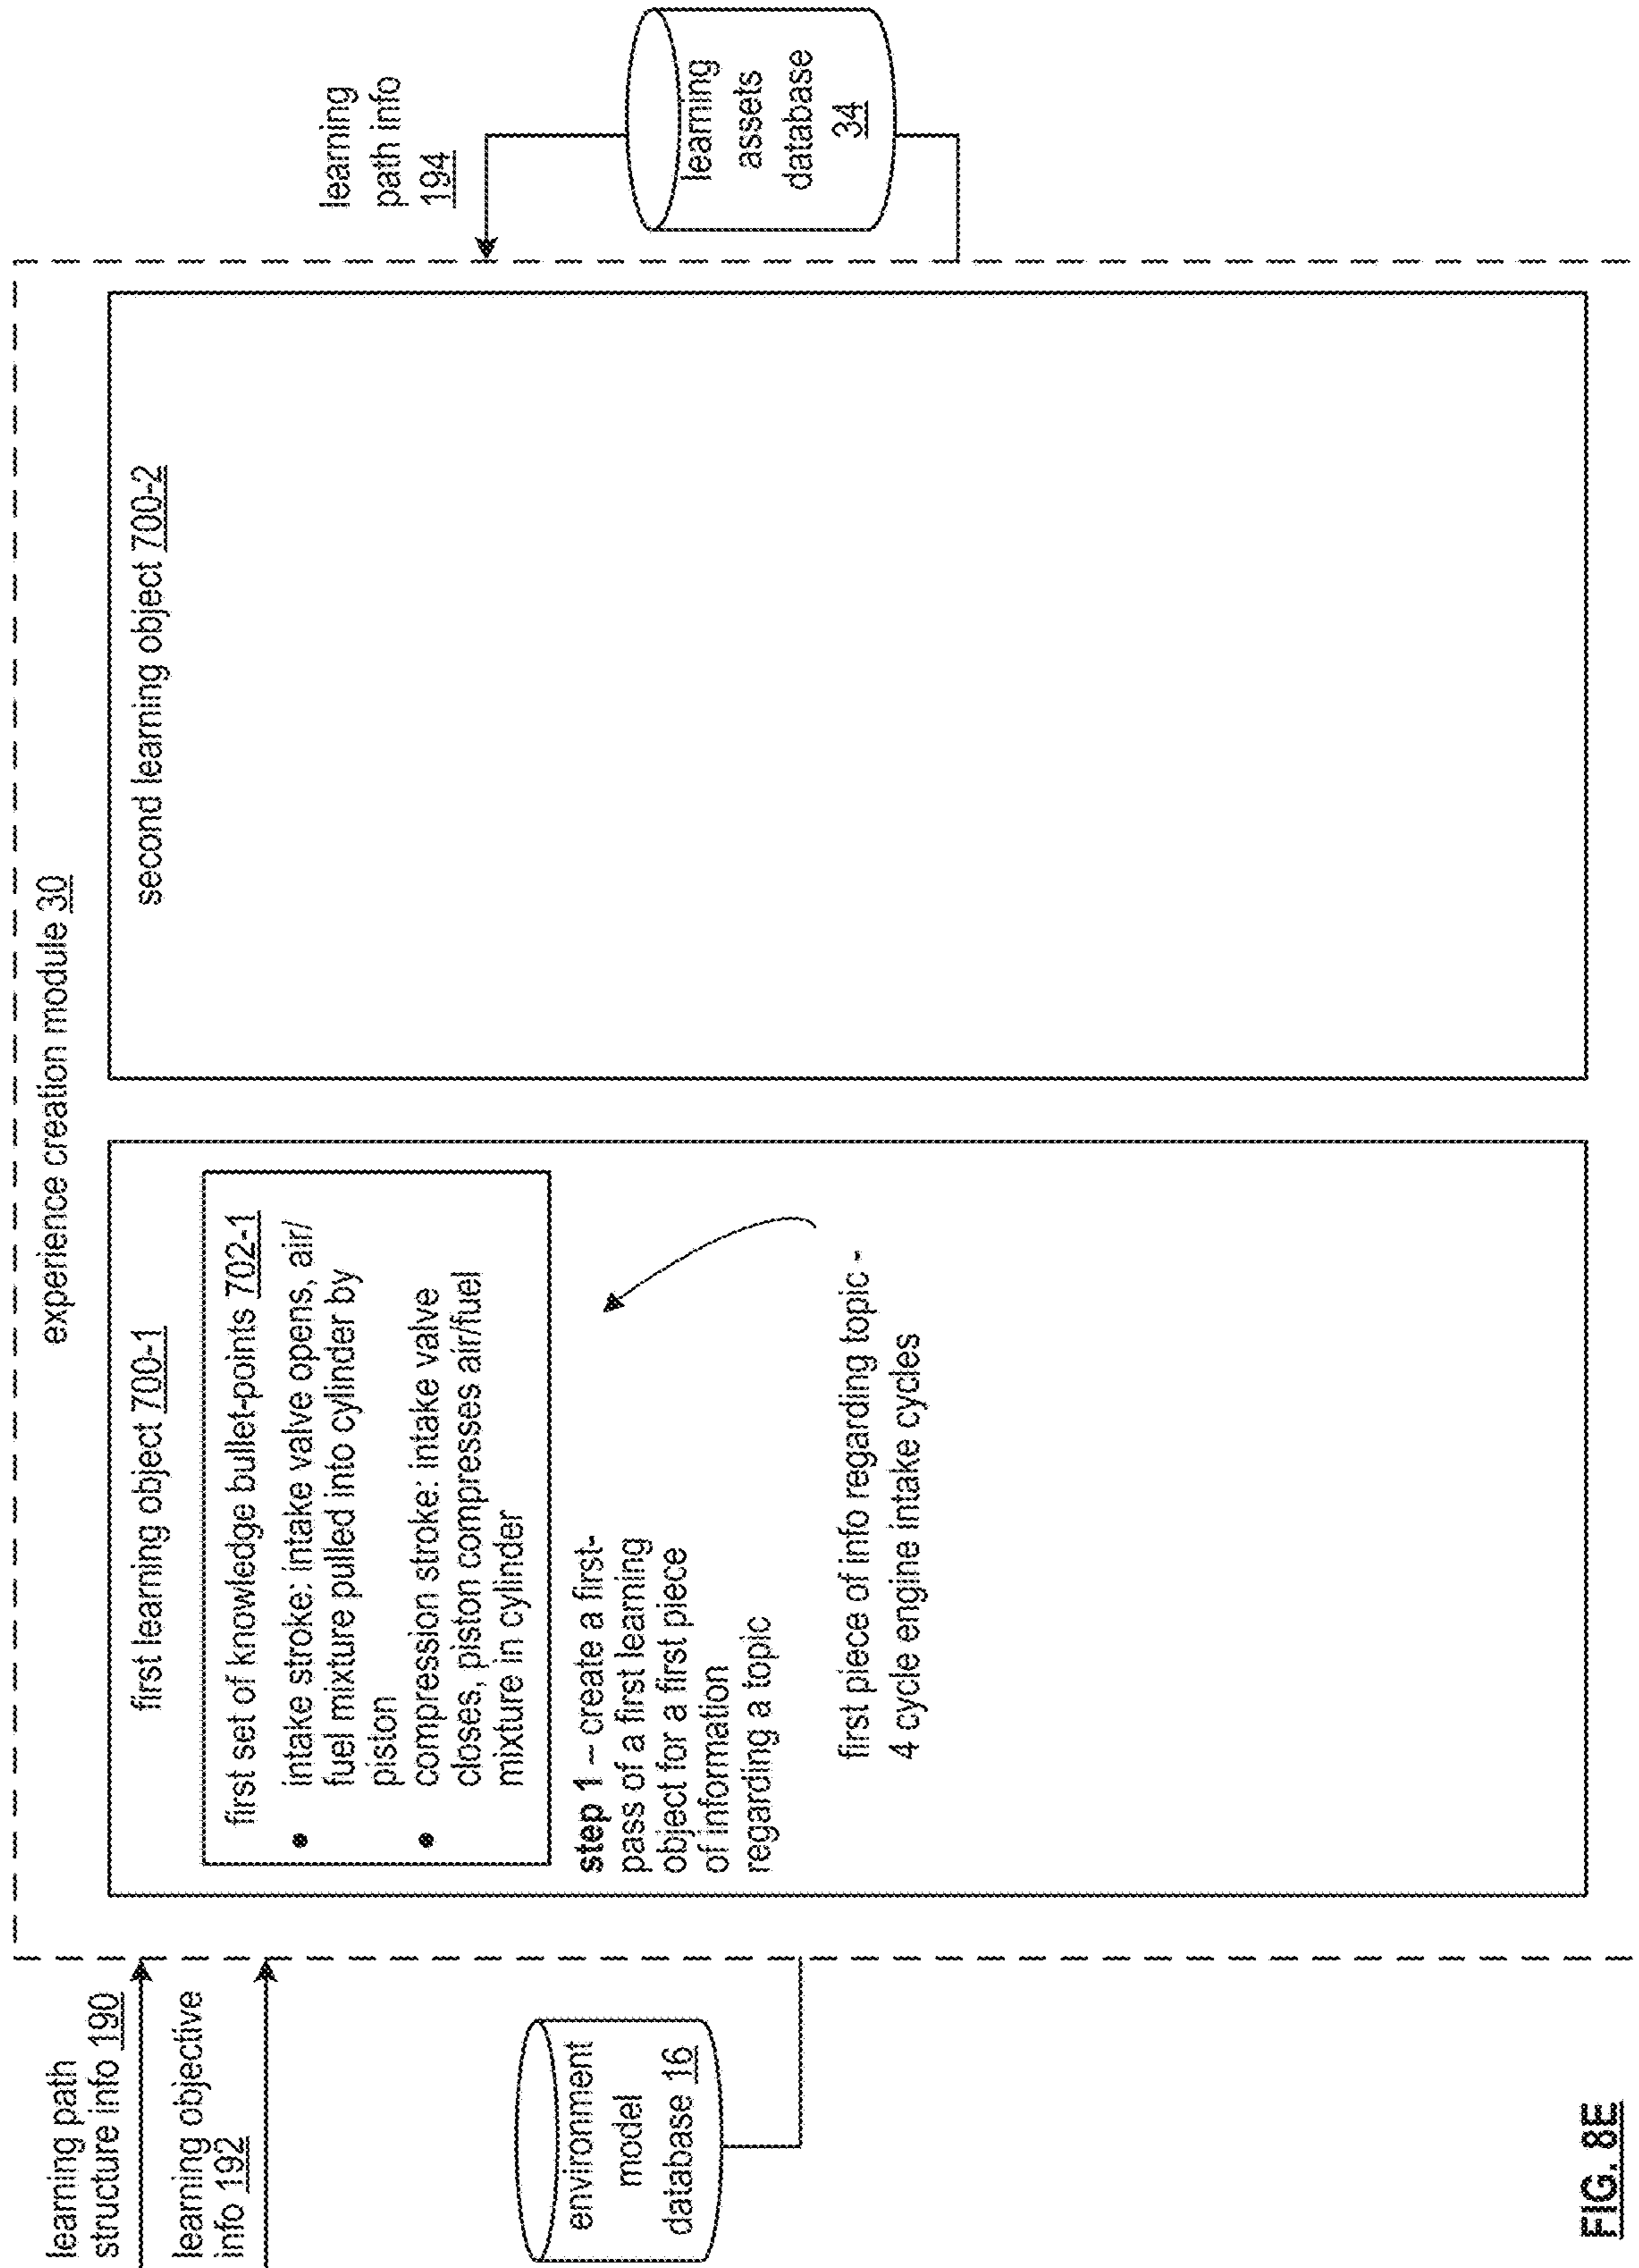 experience creation module 30
learning path
structure info 190
learning objective
info 192
environment
model
database 16
first learning object 700-1
first set of knowledge bullet-points 702-1
• intake stroke: intake valve opens, air/
fuel mixture pulled into cylinder by
piston
• compression stroke: intake valve
closes, piston compresses air/fuel
mixture in cylinder
step 1 – create a first-
pass of a first learning
object for a first piece
of information
regarding a topic
first piece of info regarding topic -
4 cycle engine intake cycles
second learning object 700-2
learning
path info
194
learning
assets
database
34
FIG. 8E